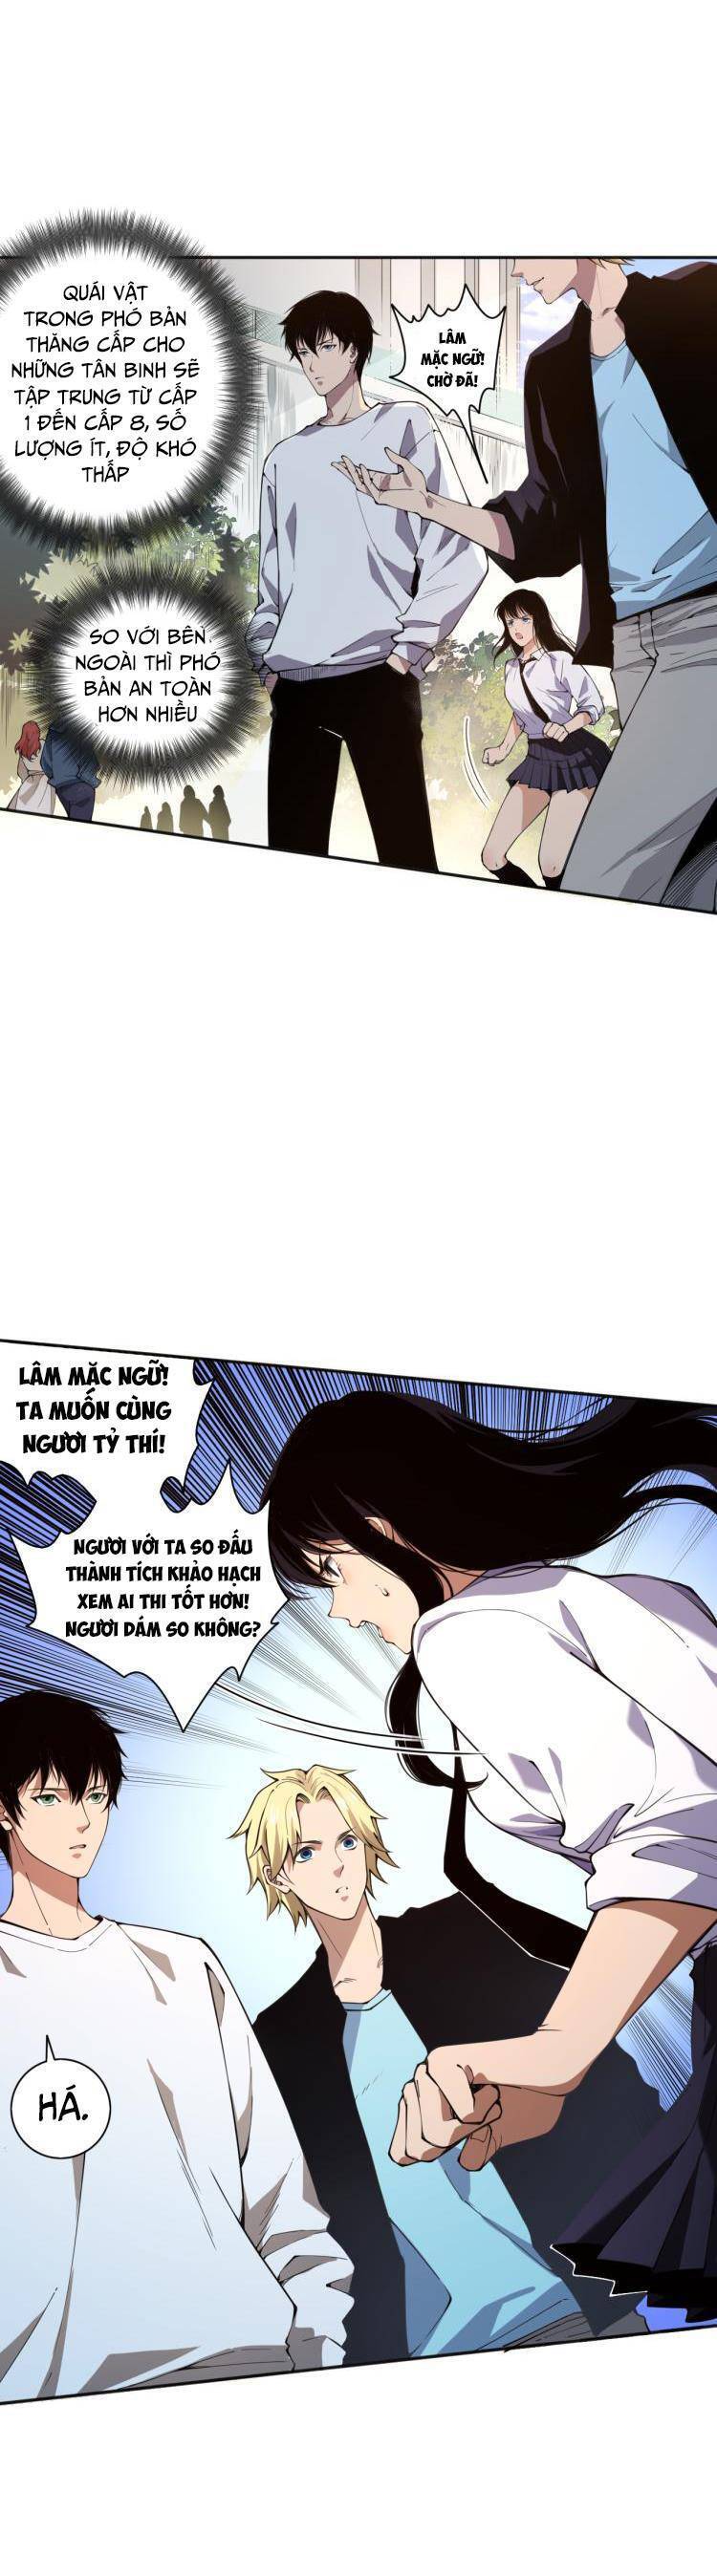 QUÁI VẬT
TRONG PHÓ BẢN
THĂNG CẤP CHO
NHỮNG TÂN BINH SẼ
TẬP TRUNG TỪ CẤP
1 ĐẾN CẤP 8, SỐ
LƯỢNG ÍT, ĐỘ KHÓ
THẤP
LÂM
MẶC NGỮ!
CHỜ ĐÃ!
SO VỚI BÊN
NGOÀI THÌ PHÓ
BẢN AN TOÀN
HƠN NHIỀU
LÂM MẶC NGỮ!
TA MUỐN CÙNG
NGƯƠI TỶ THÍ!
NGƯƠI VỚI TA SO ĐẤU
THÀNH TÍCH KHẢO HẠCH
XEM AI THI TỐT HƠN!
NGƯƠI DÁM SO KHÔNG?
HẢ.